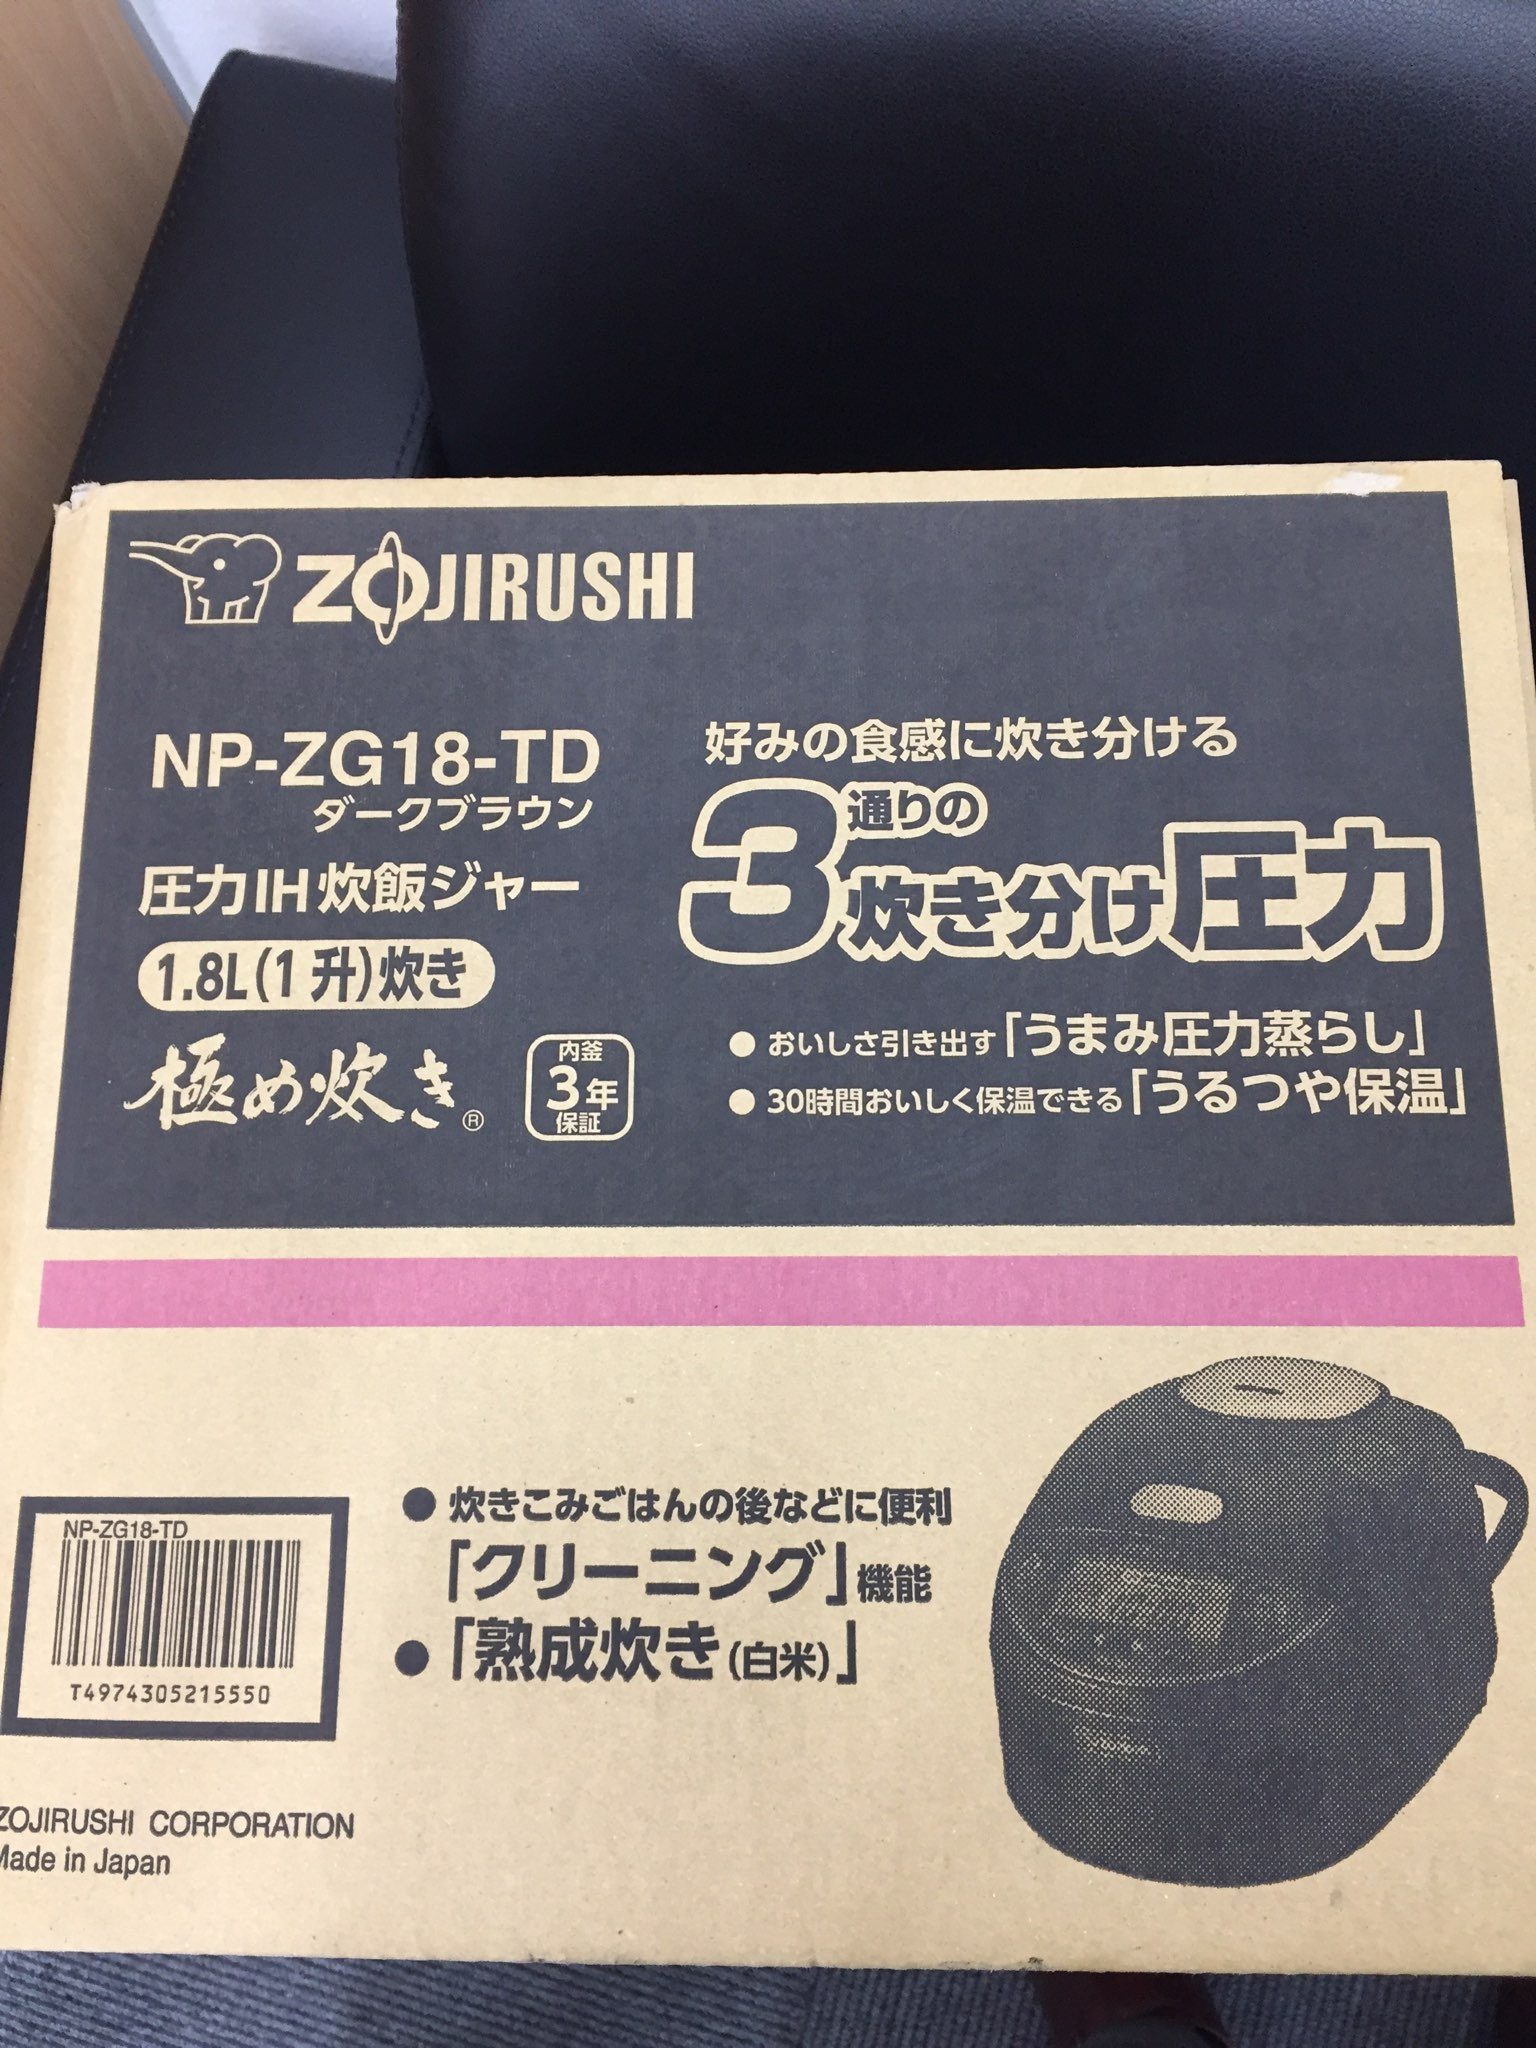 ZOJIRUSHI
NP-ZG18-TD
ダークブラウン
圧力IH炊飯ジャー
1.8L(1升)炊き
極め炊き®
内釜
3年
保証
好みの食感に炊き分ける
3通りの
炊き分け圧力
● おいしさ引き出す「うまみ圧力蒸らし」
● 30時間おいしく保温できる「うるつや保温」
● 炊きこみごはんの後などに便利
「クリーニング」機能
● 「熟成炊き(白米)」
NP-ZG18-TD
T4974305215550
ZOJIRUSHI CORPORATION
Made in Japan